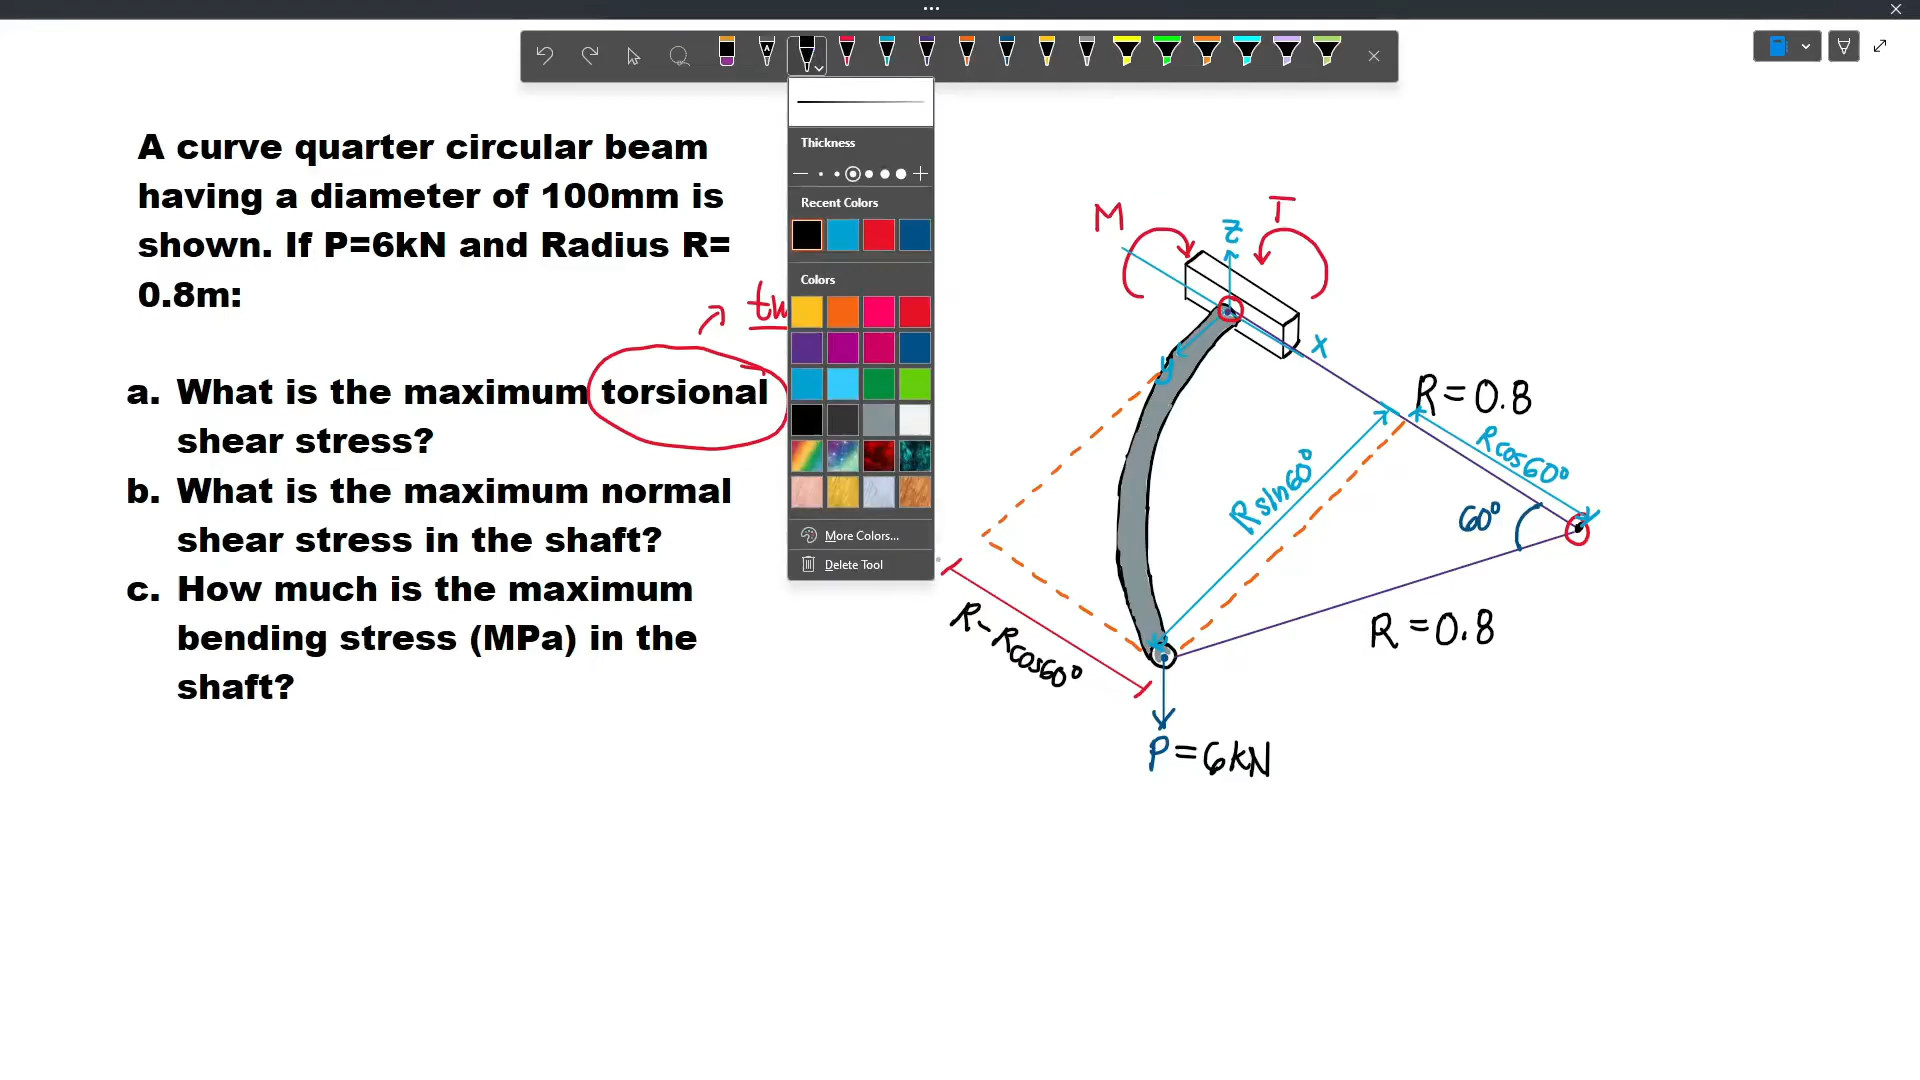 A curve quarter circular beam
having a diameter of 100mm is
shown. If P=6kN and Radius R=
0.8m:
a. What is the maximum torsional
shear stress?
b. What is the maximum normal
shear stress in the shaft?
c. How much is the maximum
bending stress (MPa) in the
shaft?
Thickness
Recent Colors
Colors
More Colors...
Delete Tool
M
T
z
x
y
R=0.8
Rcos60°
Rsin60°
60°
R=0.8
R-Rcos60°
P=6kN